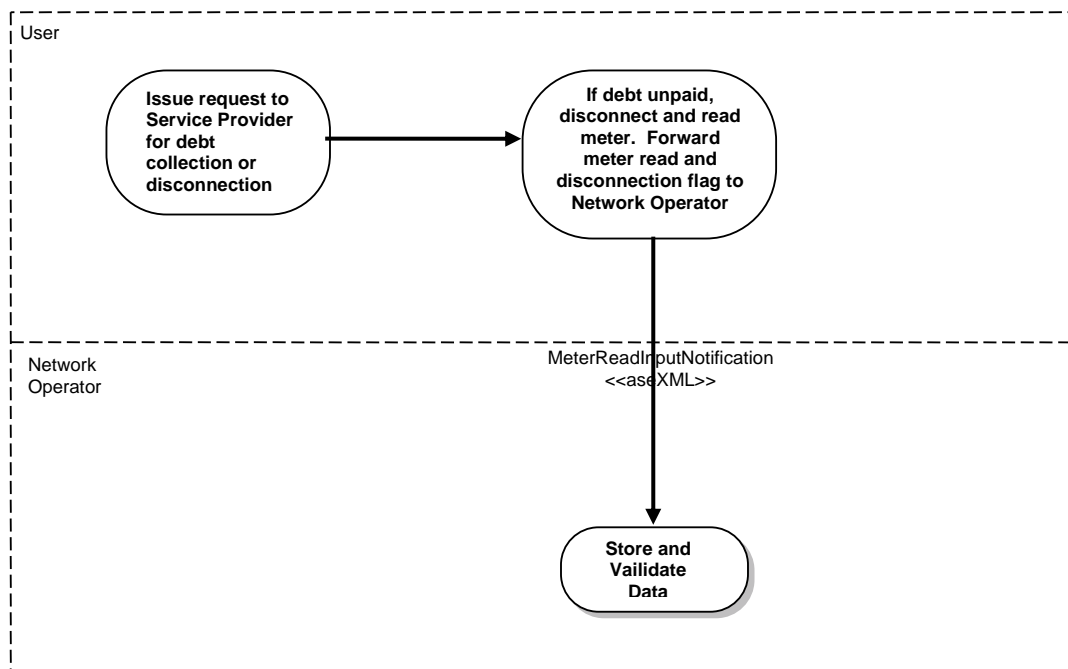 User
Issue request to
Service Provider
for debt
collection or
disconnection
If debt unpaid,
disconnect and read
meter. Forward
meter read and
disconnection flag to
Network Operator
Network
Operator
MeterReadInputNotification
<<aseXML>>
Store and
Vailidate
Data